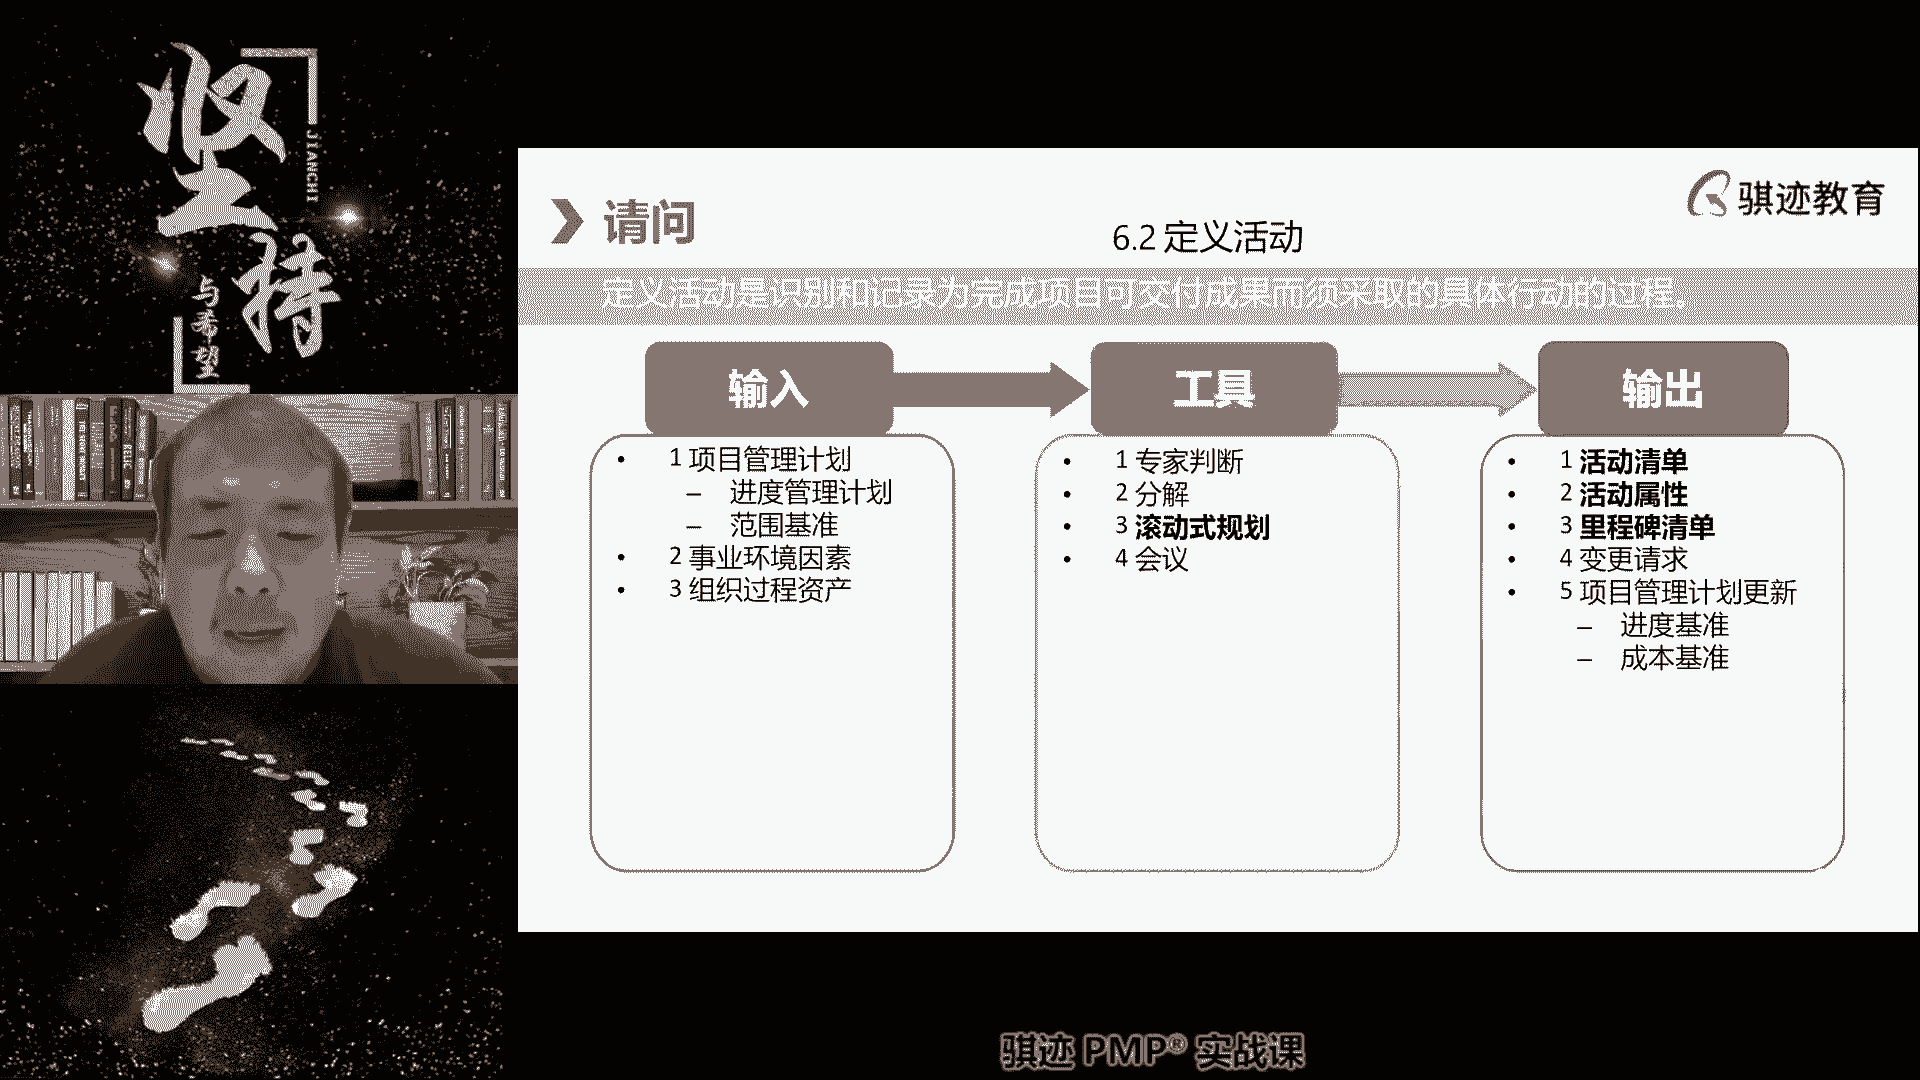 坚持
JIANCHI
与希望
请问
6.2 定义活动
骐迹教育
定义活动是识别和记录为完成项目可交付成果而须采取的具体行动的过程。
输入
• 1 项目管理计划
– 进度管理计划
– 范围基准
• 2 事业环境因素
• 3 组织过程资产
工具
• 1 专家判断
• 2 分解
• 3 滚动式规划
• 4 会议
输出
• 1 活动清单
• 2 活动属性
• 3 里程碑清单
• 4 变更请求
• 5 项目管理计划更新
– 进度基准
– 成本基准
骐迹 PMP® 实战课